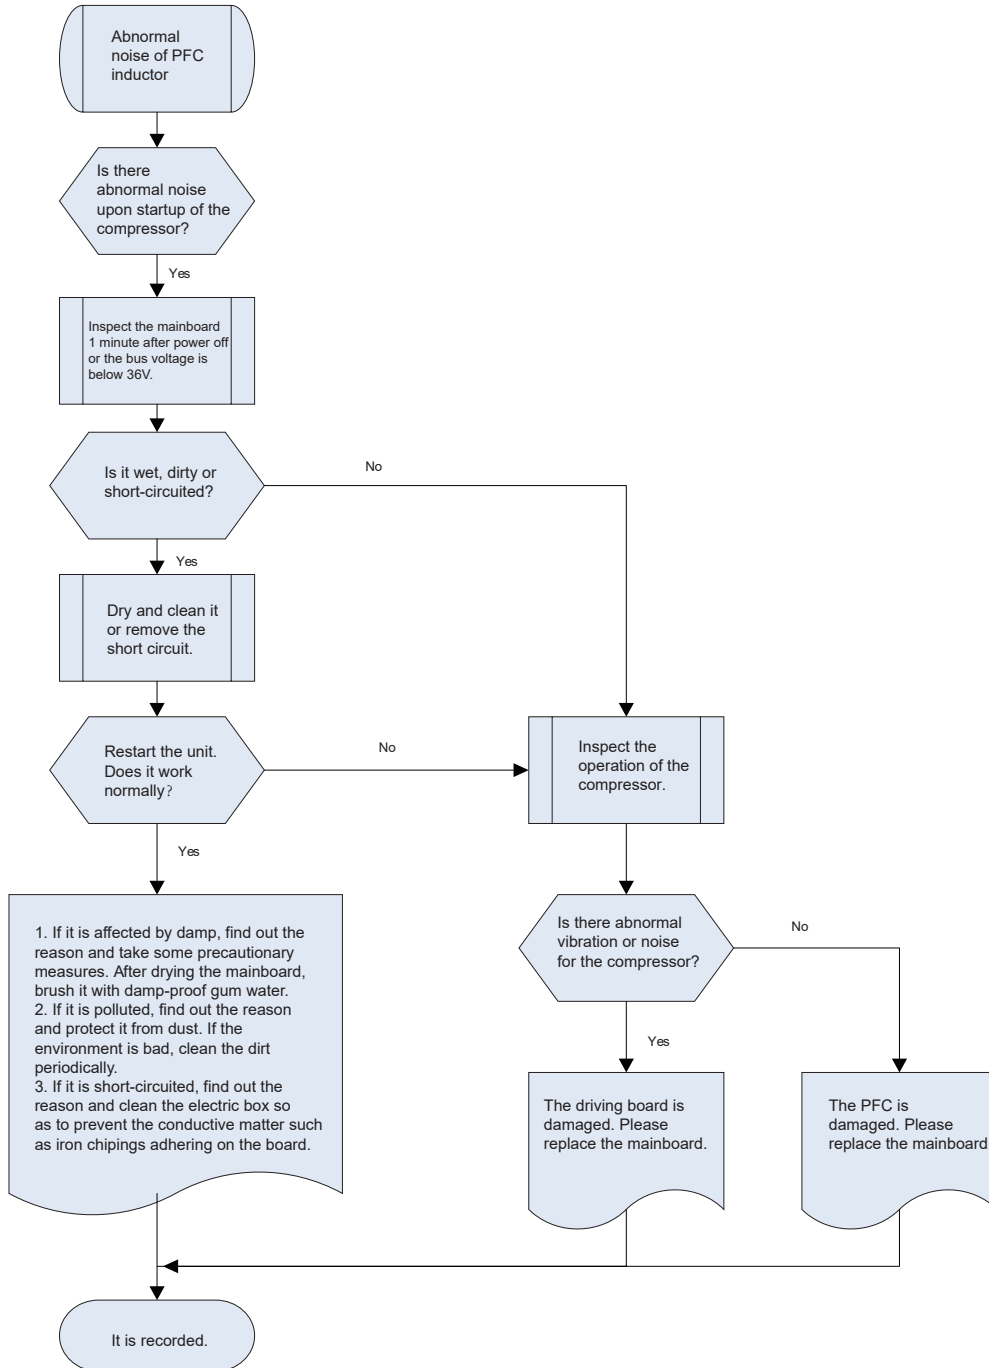 Abnormal
noise of PFC
inductor
Is there
abnormal noise
upon startup of the
compressor?
Yes
Inspect the mainboard
1 minute after power off
or the bus voltage is
below 36V.
Is it wet, dirty or
short-circuited?
No
Yes
Dry and clean it
or remove the
short circuit.
Restart the unit.
Does it work
normally?
No
Inspect the
operation of the
compressor.
Yes
1. If it is affected by damp, find out the
reason and take some precautionary
measures. After drying the mainboard,
brush it with damp-proof gum water.
2. If it is polluted, find out the reason
and protect it from dust. If the
environment is bad, clean the dirt
periodically.
3. If it is short-circuited, find out the
reason and clean the electric box so
as to prevent the conductive matter such
as iron chipings adhering on the board.
Is there abnormal
vibration or noise
for the compressor?
No
Yes
The driving board is
damaged. Please
replace the mainboard.
The PFC is
damaged. Please
replace the mainboard
It is recorded.